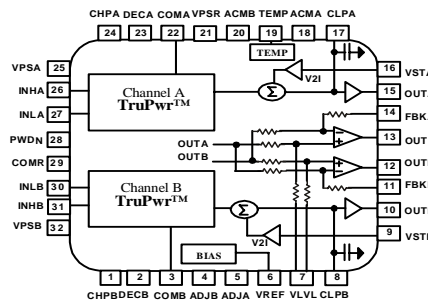 CHPA DECA COMA VPSR ACMB TEMP ACMA CLPA
24 23 22 21 20 19 18 17
TEMP
VPSA 25
INHA 26
INLA 27
PWDN 28
COMR 29
INLB 30
INHB 31
VPSB 32
Channel A
TruPwr™
Channel B
TruPwr™
Σ
V2I
OUTA
OUTB
Σ
V2I
BIAS
16 VSTA
15 OUT
14 FBK
13 OUT
12 OUT
11 FBK
10 OUT
9 VST
1 2 3 4 5 6 7 8
CHPB DECB COMB ADJB ADJA VREF VLVL CLPB